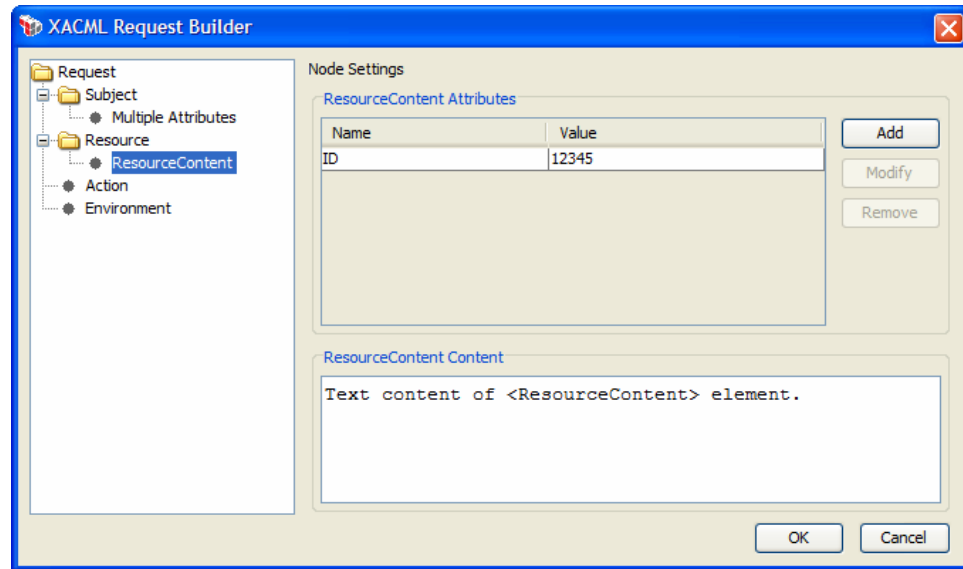 XACML Request Builder
Request
Subject
Multiple Attributes
Resource
ResourceContent
Action
Environment
Node Settings
ResourceContent Attributes
Name Value
ID 12345
Add
Modify
Remove
ResourceContent Content
Text content of <ResourceContent> element.
OK Cancel